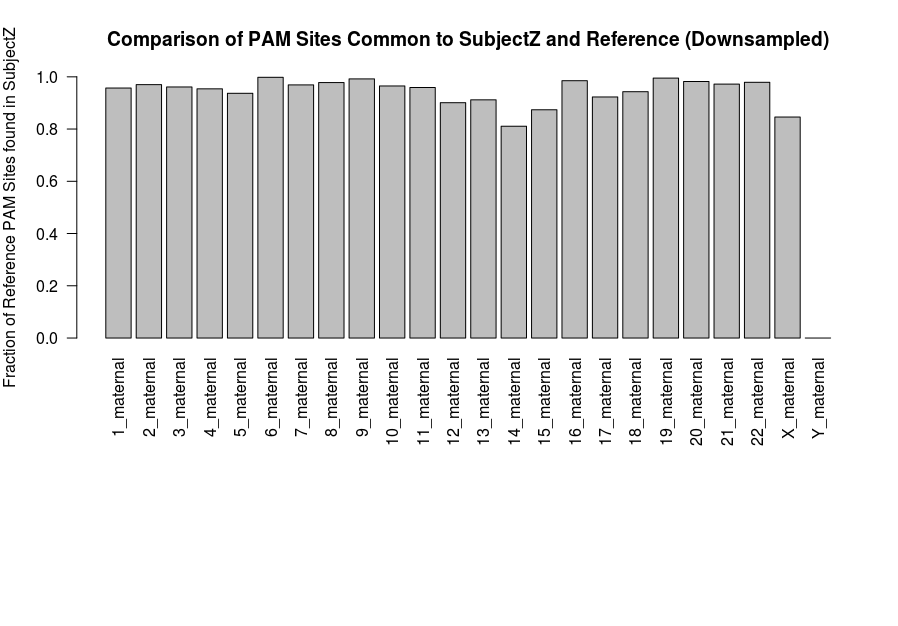 Comparison of PAM Sites Common to SubjectZ and Reference (Downsampled)
Fraction of Reference PAM Sites found in SubjectZ
1.0
0.8
0.6
0.4
0.2
0.0
1_maternal
2_maternal
3_maternal
4_maternal
5_maternal
6_maternal
7_maternal
8_maternal
9_maternal
10_maternal
11_maternal
12_maternal
13_maternal
14_maternal
15_maternal
16_maternal
17_maternal
18_maternal
19_maternal
20_maternal
21_maternal
22_maternal
X_maternal
Y_maternal